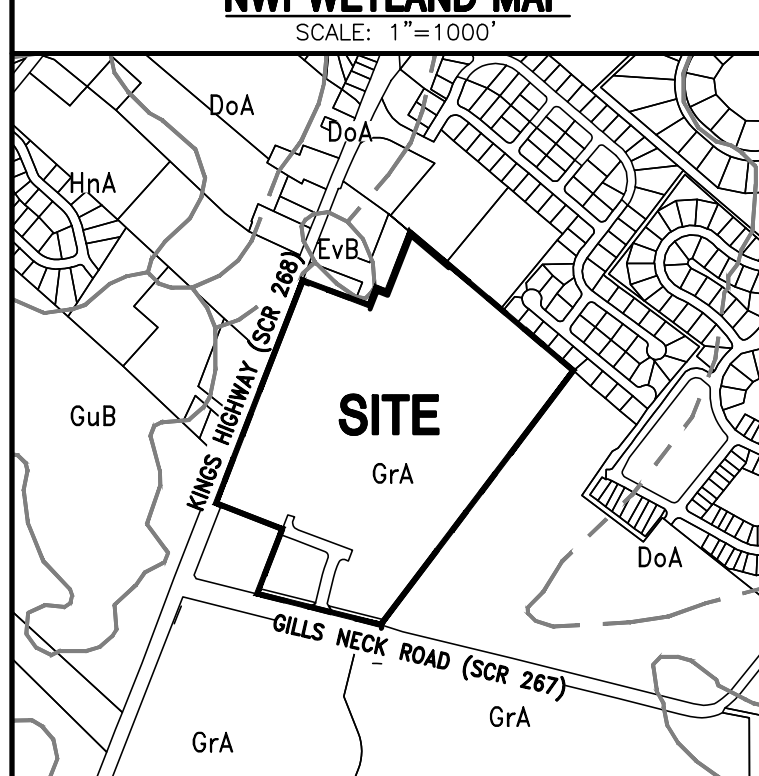 NWI WETLAND MAP
SCALE: 1"=1000'
DoA
DoA
HnA
EvB
KINGS HIGHWAY (SCR 268)
GuB
SITE
GrA
DoA
GILLS NECK ROAD (SCR 267)
GrA
GrA